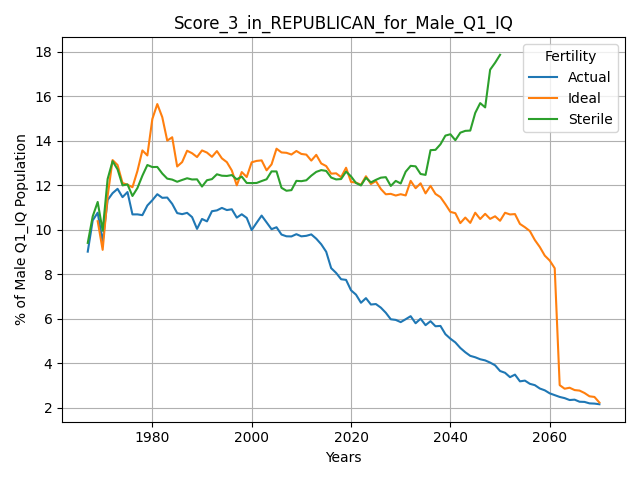 Score_3_in_REPUBLICAN_for_Male_Q1_IQ
% of Male Q1_IQ Population
18
16
14
12
10
8
6
4
2
Fertility
Actual
Ideal
Sterile
1980
2000
2020
2040
2060
Years